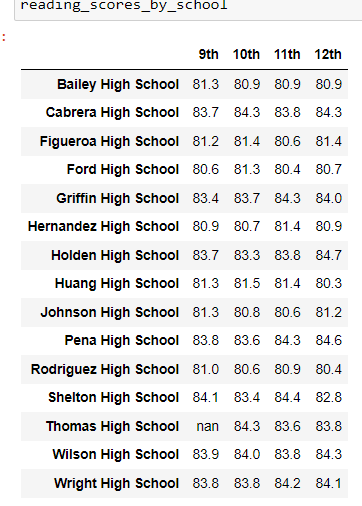 reading_scores_by_school
:
9th 10th 11th 12th
Bailey High School 81.3 80.9 80.9 80.9
Cabrera High School 83.7 84.3 83.8 84.3
Figueroa High School 81.2 81.4 80.6 81.4
Ford High School 80.6 81.3 80.4 80.7
Griffin High School 83.4 83.7 84.3 84.0
Hernandez High School 80.9 80.7 81.4 80.9
Holden High School 83.7 83.3 83.8 84.7
Huang High School 81.3 81.5 81.4 80.3
Johnson High School 81.3 80.8 80.6 81.2
Pena High School 83.8 83.6 84.3 84.6
Rodriguez High School 81.0 80.6 80.9 80.4
Shelton High School 84.1 83.4 84.4 82.8
Thomas High School nan 84.3 83.6 83.8
Wilson High School 83.9 84.0 83.8 84.3
Wright High School 83.8 83.8 84.2 84.1